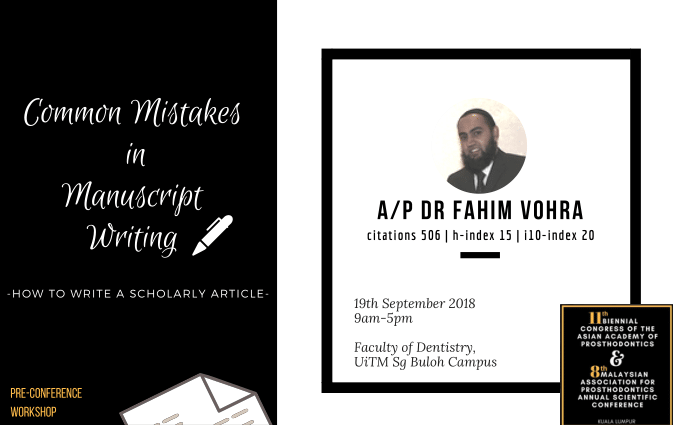 Common Mistakes
in
Manuscript
Writing
-HOW TO WRITE A SCHOLARLY ARTICLE-
PRE-CONFERENCE
WORKSHOP
A/P DR FAHIM VOHRA
citations 506 | h-index 15 | i10-index 20
19th September 2018
9am-5pm
Faculty of Dentistry,
UiTM Sg Buloh Campus
11th
BIENNIAL
CONGRESS OF THE
ASIAN ACADEMY OF
PROSTHODONTICS
&
8th
MALAYSIAN
ASSOCIATION FOR
PROSTHODONTICS
ANNUAL SCIENTIFIC
CONFERENCE
KUALA LUMPUR